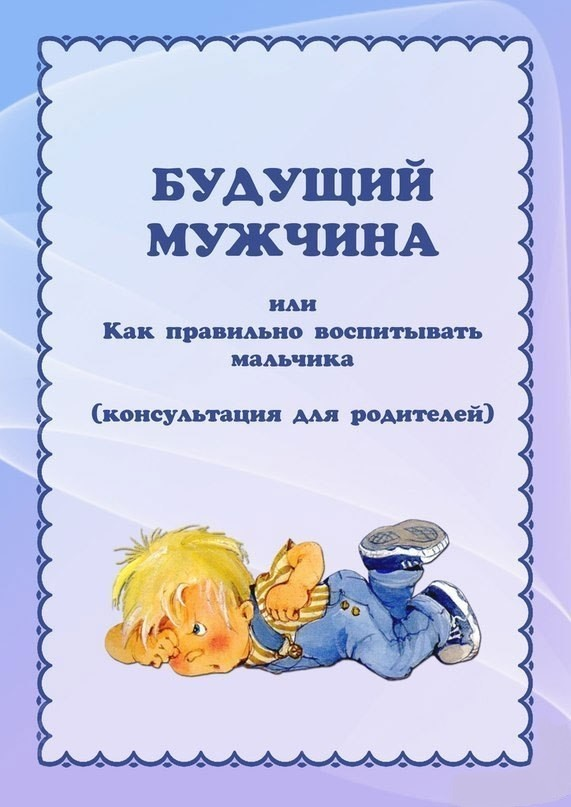 БУДУЩИЙ
МУЖЧИНА
или
Как правильно воспитывать
мальчика
(консультация для родителей)